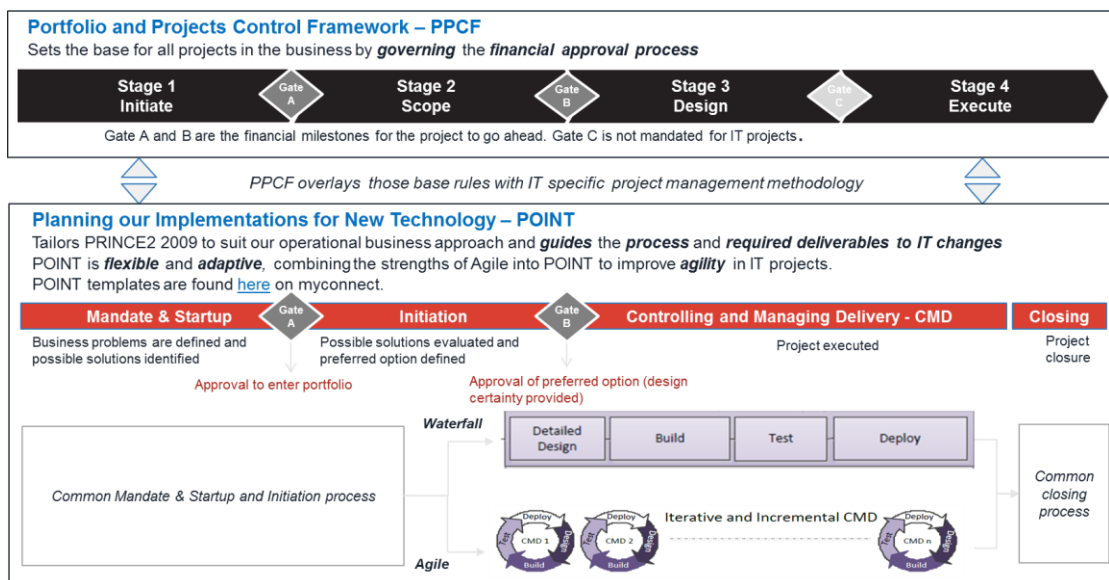 Portfolio and Projects Control Framework – PPCF
Sets the base for all projects in the business by governing the financial approval process
Stage 1
Initiate
Gate
A
Stage 2
Scope
Gate
B
Stage 3
Design
Gate
C
Stage 4
Execute
Gate A and B are the financial milestones for the project to go ahead. Gate C is not mandated for IT projects.
PPCF overlays those base rules with IT specific project management methodology
Planning our Implementations for New Technology – POINT
Tailors PRINCE2 2009 to suit our operational business approach and guides the process and required deliverables to IT changes
POINT is flexible and adaptive, combining the strengths of Agile into POINT to improve agility in IT projects.
POINT templates are found here on myconnect.
Mandate & Startup
Gate
A
Initiation
Gate
B
Controlling and Managing Delivery - CMD
Closing
Business problems are defined and
possible solutions identified
Possible solutions evaluated and
preferred option defined
Project executed
Project
closure
Approval to enter portfolio
Approval of preferred option (design
certainty provided)
Waterfall
Detailed
Design
Build
Test
Deploy
Common Mandate & Startup and Initiation process
Common
closing
process
Agile
Deploy
Test
CMD 1
Design
Build
Deploy
Test
CMD 2
Design
Build
Iterative and Incremental CMD
Deploy
Test
CMD n
Design
Build